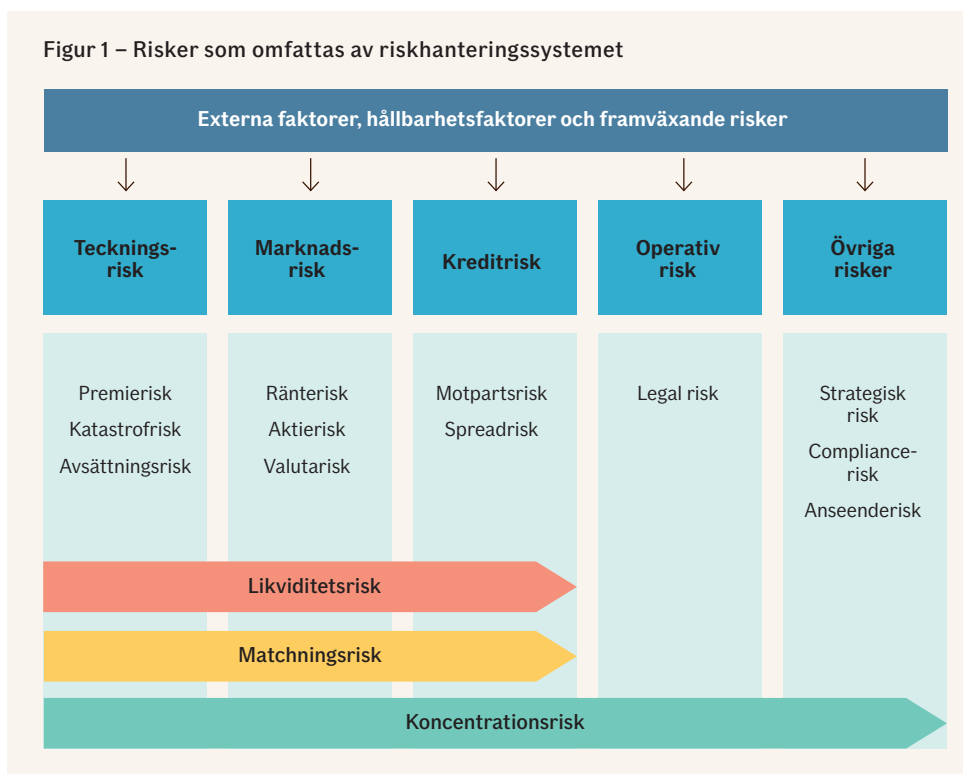 Figur 1 – Risker som omfattas av riskhanteringssystemet
Externa faktorer, hållbarhetsfaktorer och framväxande risker
Tecknings-
risk
Marknads-
risk
Kreditrisk
Operativ
risk
Övriga
risker
Premierisk
Katastrofrisk
Avsättningsrisk
Ränterisk
Aktierisk
Valutarisk
Motpartsrisk
Spreadrisk
Legal risk
Strategisk
risk
Compliance-
risk
Anseenderisk
Likviditetsrisk
Matchningsrisk
Koncentrationsrisk